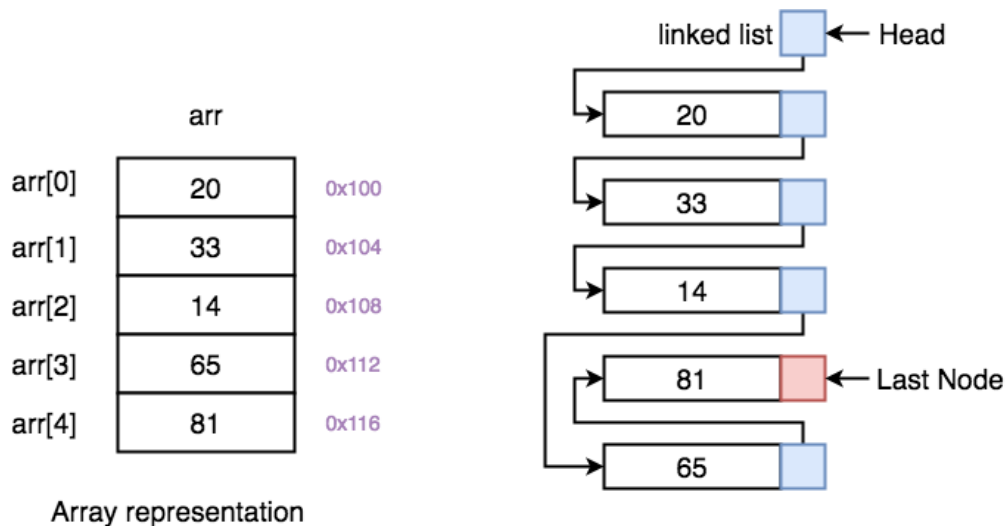 linked list
Head
arr
arr[0] 20 0x100
arr[1] 33 0x104
arr[2] 14 0x108
arr[3] 65 0x112
arr[4] 81 0x116
Array representation
20
33
14
81
Last Node
65